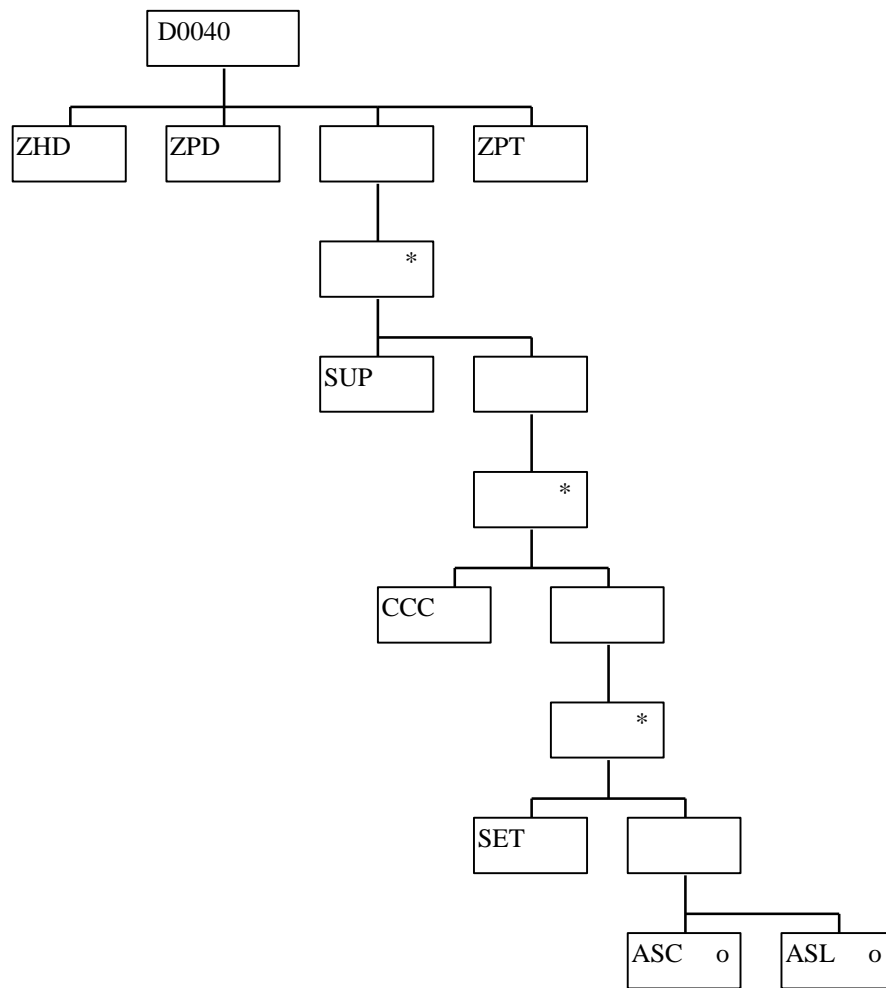 D0040
ZHD ZPD ZPT
*
SUP
*
CCC
*
SET
ASC o ASL o